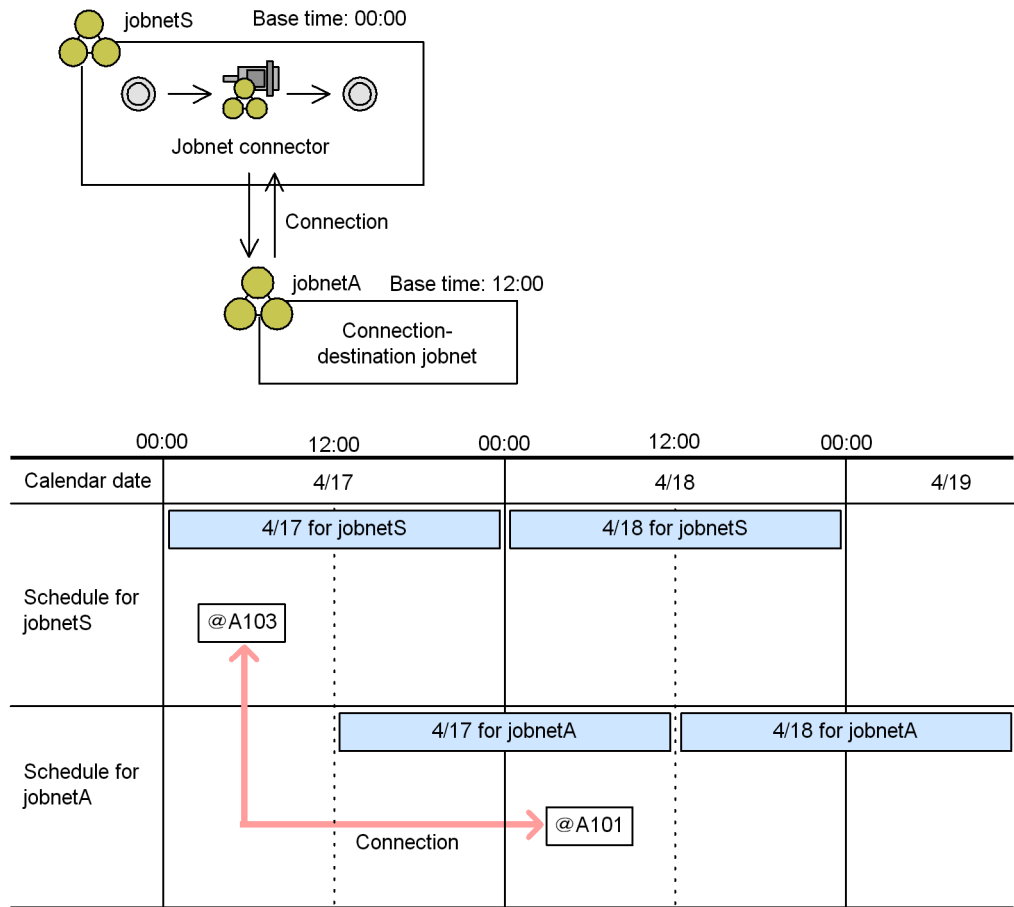 jobnetS
Base time: 00:00
Jobnet connector
Connection
jobnetA
Base time: 12:00
Connection-
destination jobnet
00:00
12:00
00:00
12:00
00:00
Calendar date
4/17
4/18
4/19
4/17 for jobnetS
4/18 for jobnetS
Schedule for
jobnetS
@A103
4/17 for jobnetA
4/18 for jobnetA
Schedule for
jobnetA
@A101
Connection